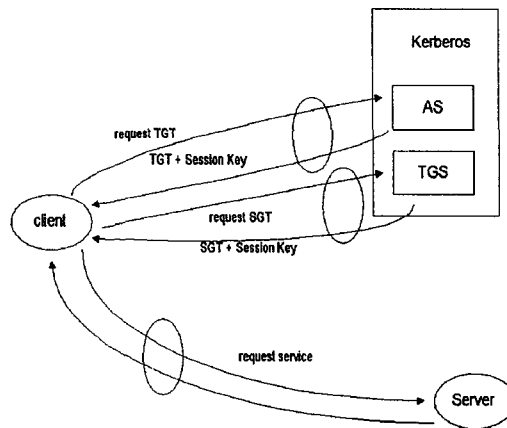 Kerberos
AS
request TGT
TGT + Session Key
TGS
client
request SGT
SGT + Session Key
request service
Server